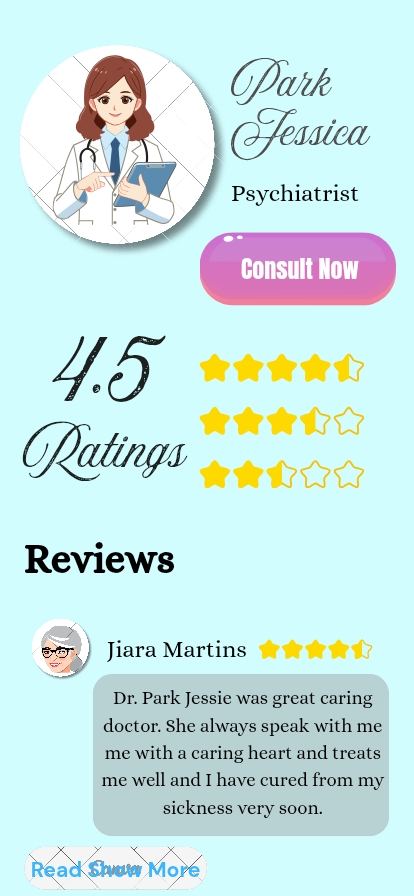 Park
Jessica
Psychiatrist
Consult Now
4.5
Ratings
Reviews
Jiara Martins
Dr. Park Jessie was great caring
doctor. She always speak with me
me with a caring heart and treats
me well and I have cured from my
sickness very soon.
Read Show More